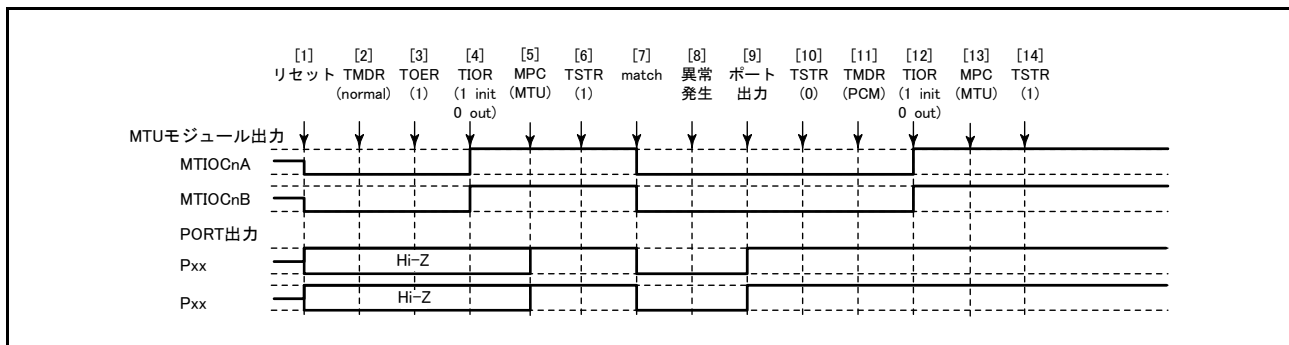 [1] [2] [3] [4] [5] [6] [7] [8] [9] [10] [11] [12] [13] [14]
リセット TMDR TOER TIOR MPC TSTR match 異常 ポート TSTR TMDR TIOR MPC TSTR
(normal) (1) (1 init (MTU) (1) 発生 出力 (0) (PCM) (1 init (MTU) (1)
0 out) 0 out)
MTUモジュール出力
MTIOCnA
MTIOCnB
PORT出力
Pxx Hi-Z
Pxx Hi-Z